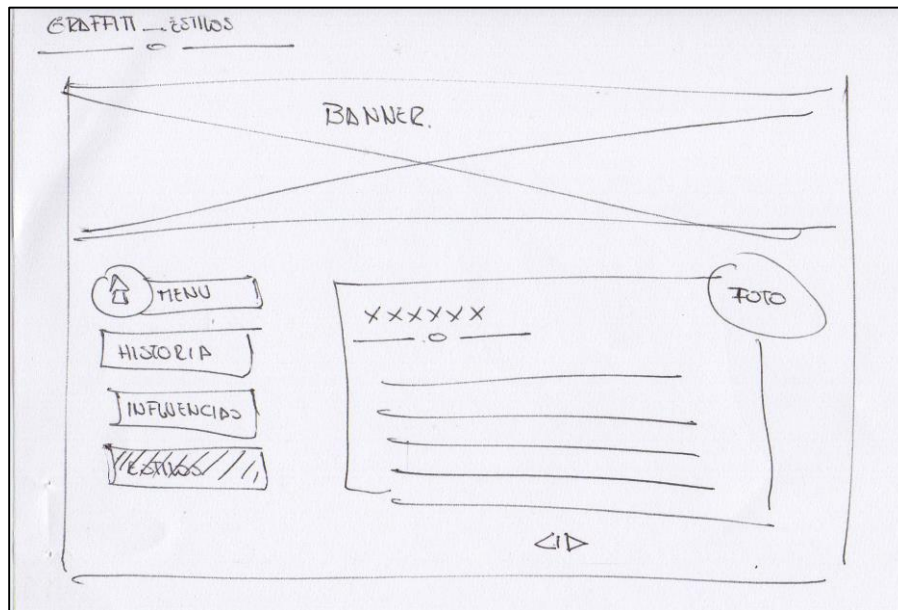 GRAFFITI _ ESTILOS
BANNER.
MENU
FOTO
XXXXXX
HISTORIA
INFLUENCIAS
ESTILOS